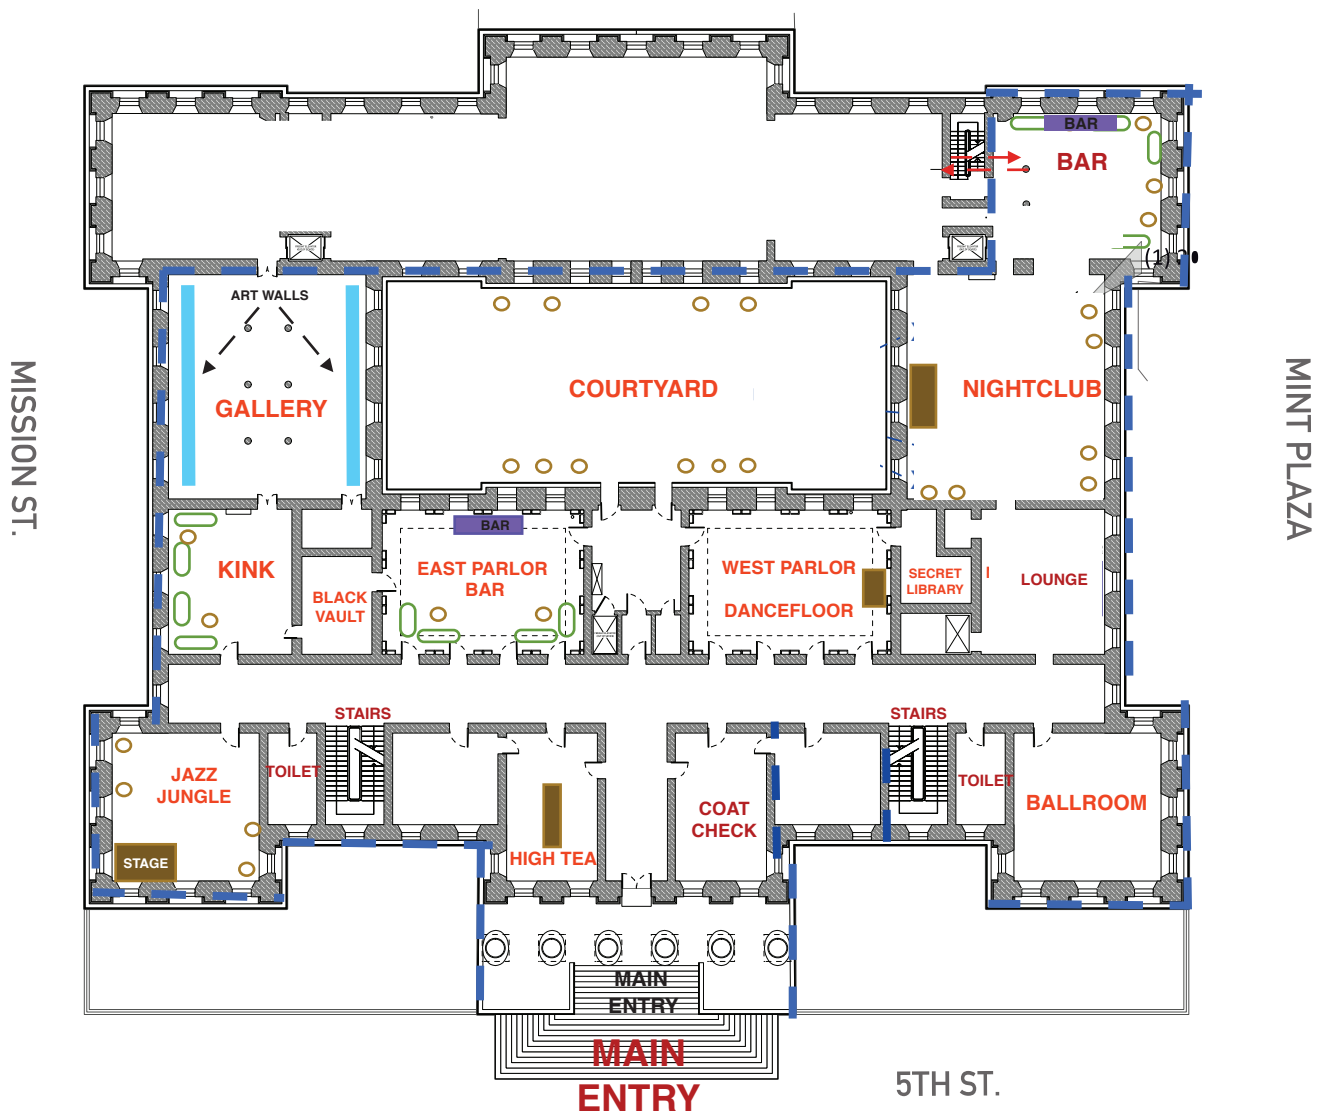 BAR
BAR
(1)
ART WALLS
GALLERY
COURTYARD
NIGHTCLUB
MISSION ST.
MINT PLAZA
BAR
KINK
EAST PARLOR
BAR
BLACK
VAULT
WEST PARLOR
DANCEFLOOR
SECRET
LIBRARY
LOUNGE
STAIRS
STAIRS
JAZZ
JUNGLE
TOILET
TOILET
STAGE
HIGH TEA
COAT
CHECK
BALLROOM
MAIN
ENTRY
MAIN
ENTRY
5TH ST.